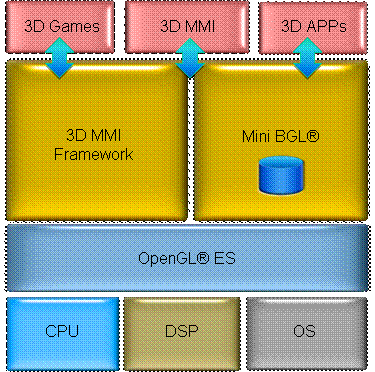 3D Games
3D MMI
3D APPs
3D MMI
Framework
Mini BGL®
OpenGL® ES
CPU
DSP
OS